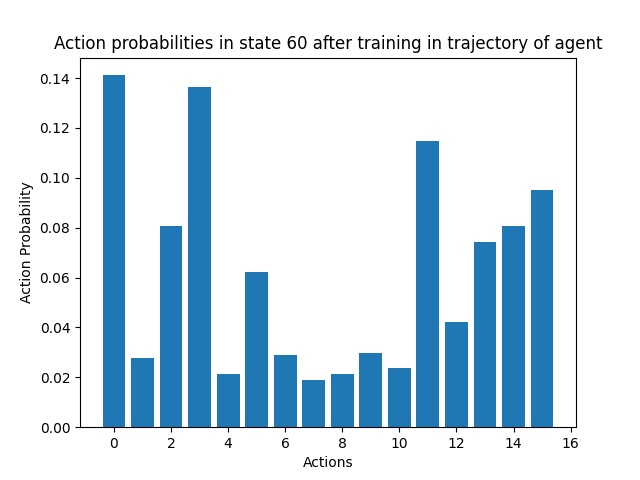 Action probabilities in state 60 after training in trajectory of agent
0.14
0.12
0.10
0.08
0.06
0.04
0.02
0.00
Action Probability
0 2 4 6 8 10 12 14 16
Actions